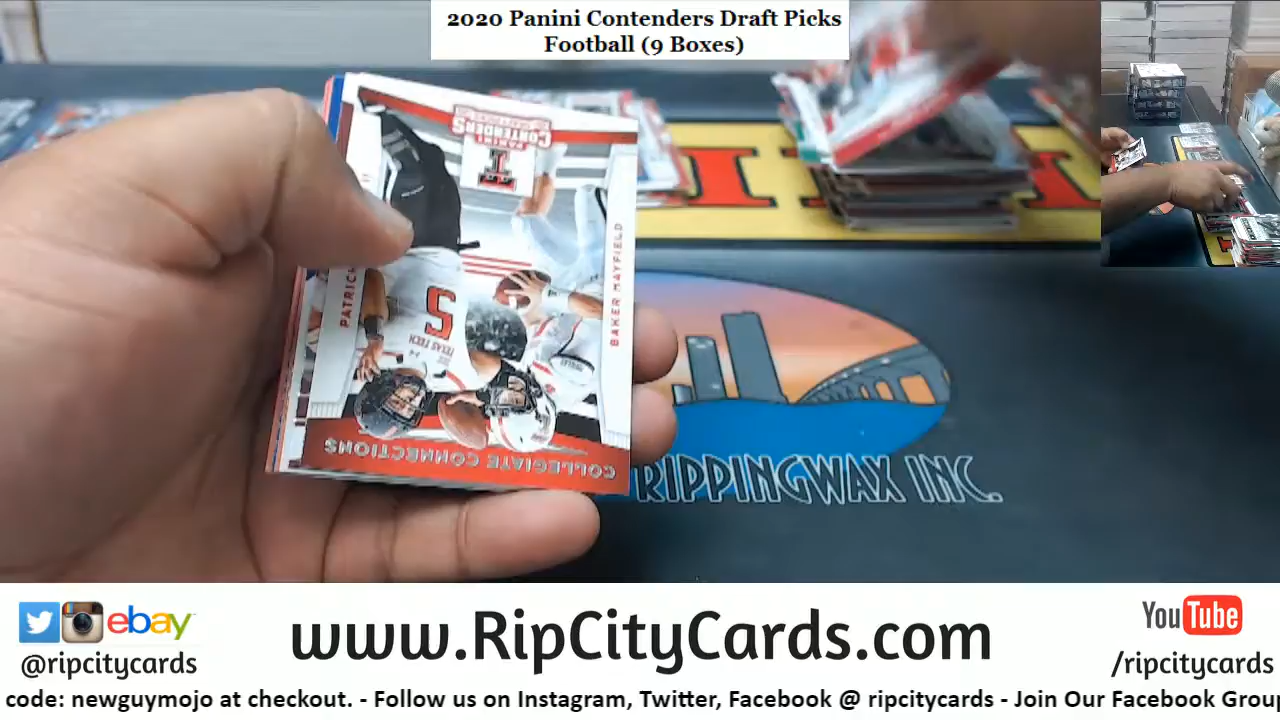 2020 Panini Contenders Draft Picks
Football (9 Boxes)
PANINI
CONTENDERS
BAKER MAYFIELD
PATRICK
5
TEXAS TECH
COLLEGIATE CONNECTIONS
RIPPINGWAX INC.
ebay
@ripcitycards
www.RipCityCards.com
YouTube
/ripcitycards
code: newguymojo at checkout. - Follow us on Instagram, Twitter, Facebook @ ripcitycards - Join Our Facebook Group